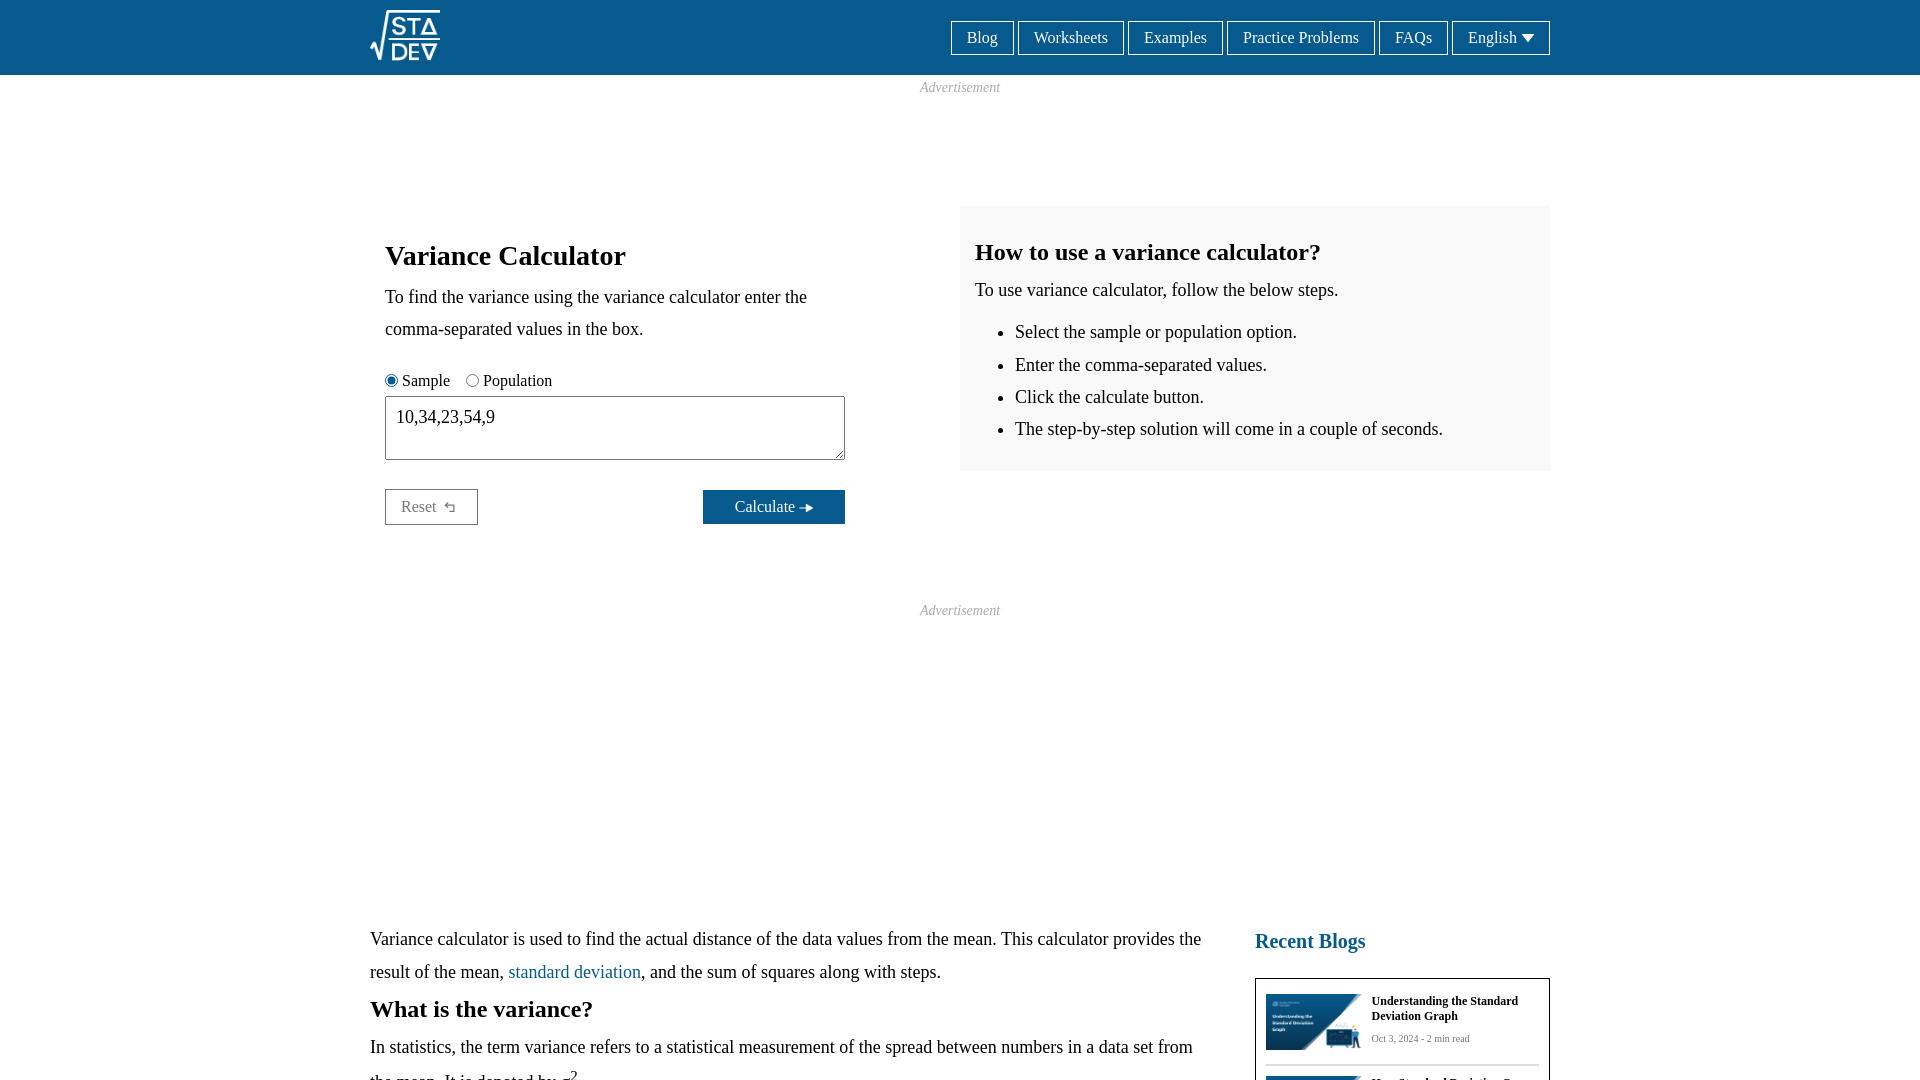 STA
DEV
Blog
Worksheets
Examples
Practice Problems
FAQs
English
Advertisement
Variance Calculator
To find the variance using the variance calculator enter the
comma-separated values in the box.
Sample
Population
10,34,23,54,9
Reset
Calculate
How to use a variance calculator?
To use variance calculator, follow the below steps.
Select the sample or population option.
Enter the comma-separated values.
Click the calculate button.
The step-by-step solution will come in a couple of seconds.
Advertisement
Variance calculator is used to find the actual distance of the data values from the mean. This calculator provides the
result of the mean, standard deviation, and the sum of squares along with steps.
What is the variance?
In statistics, the term variance refers to a statistical measurement of the spread between numbers in a data set from
the mean. It is denoted by σ²
Recent Blogs
Understanding the
Standard Deviation
Graph
Understanding the Standard
Deviation Graph
Oct 3, 2024 - 2 min read